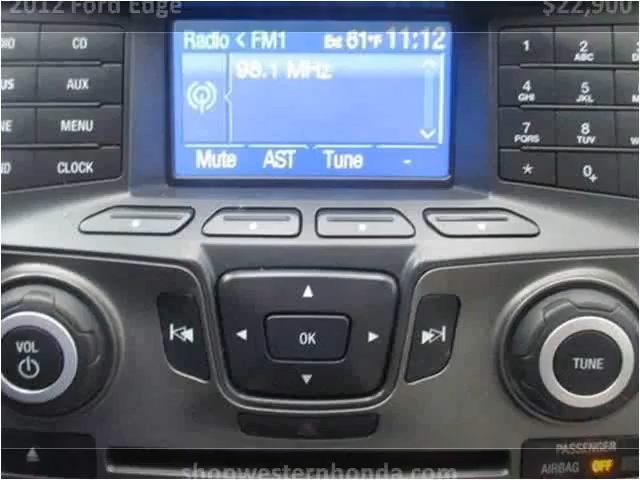 2012 Ford Edge $22,900
CD
AUX
MENU
CLOCK
Radio < FM1 61°F 11:12
98.1 MHz
Mute AST Tune -
1 2 ABC
4 GHI 5 JKL
7 PQRS 8 TUV
* 0+
VOL
OK
TUNE
PASSENGER
AIRBAG OFF
shopwesternhonda.com